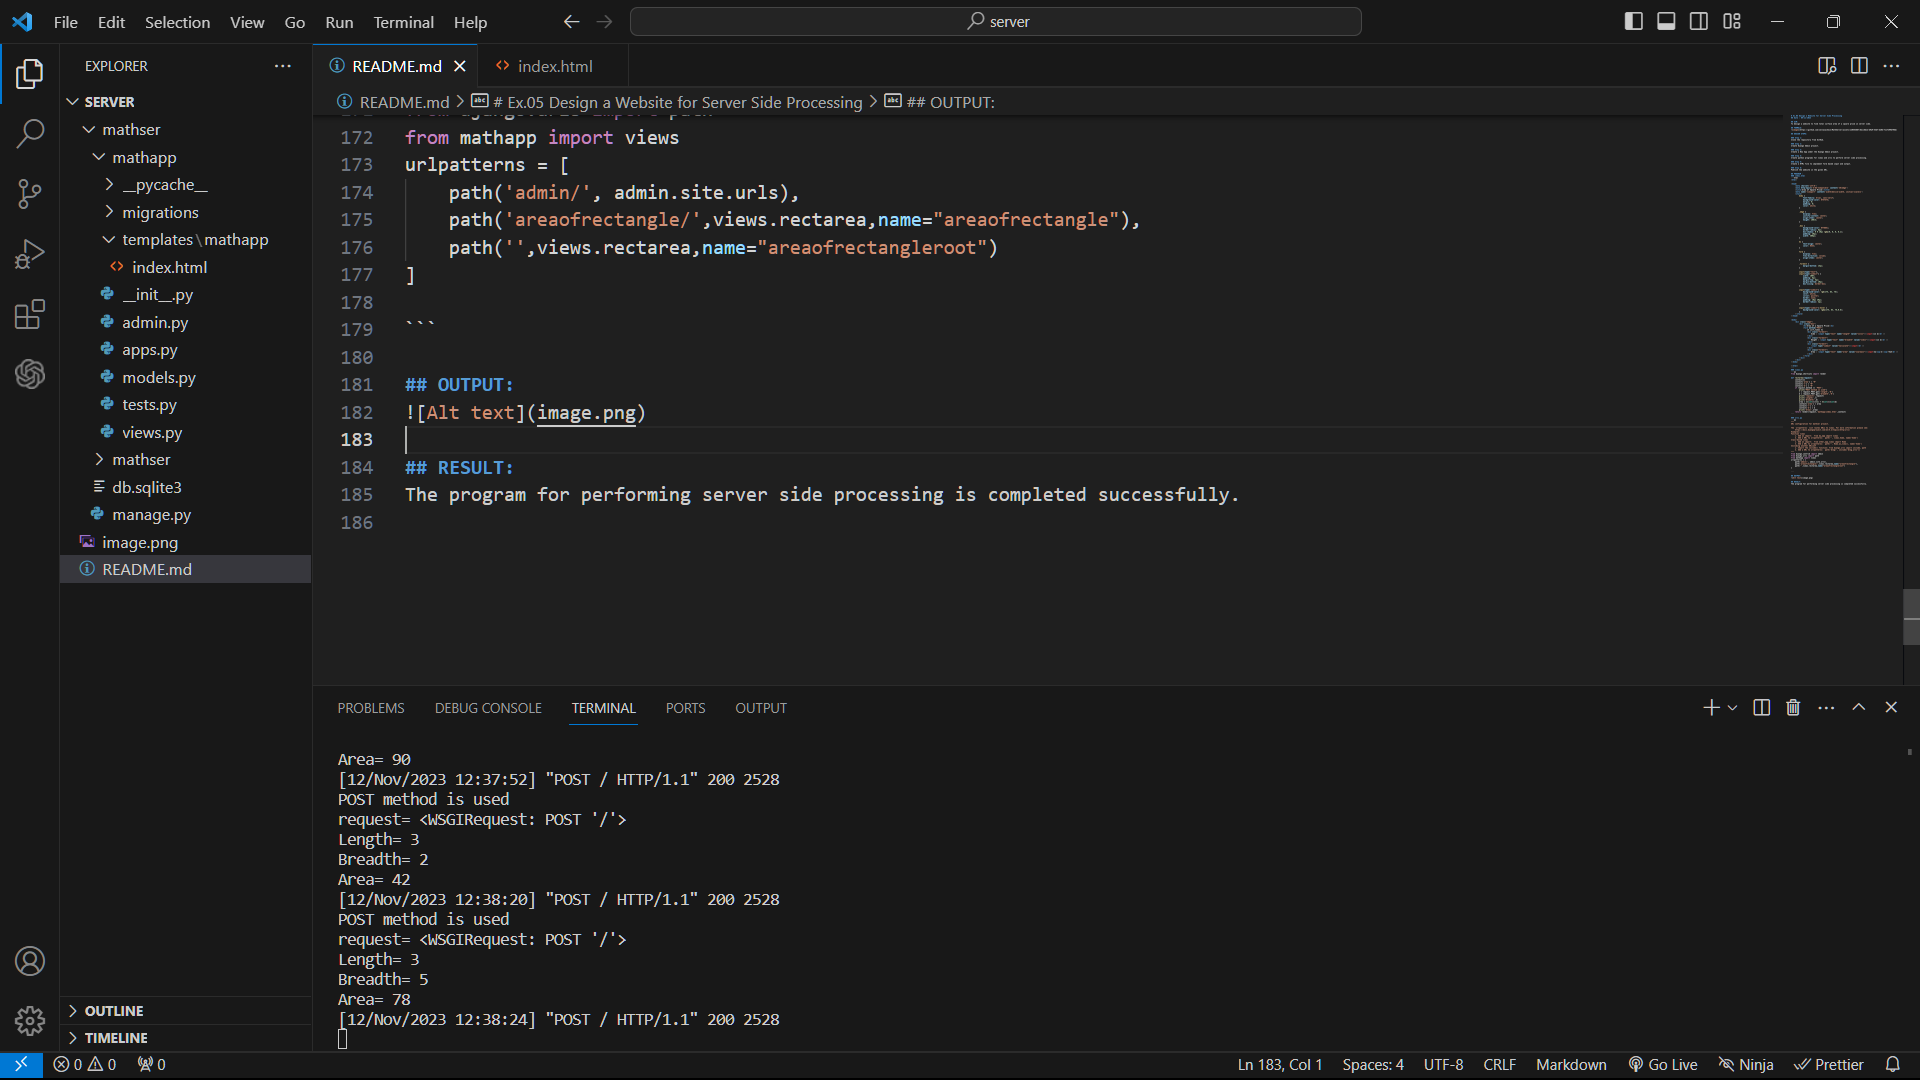 File Edit Selection View Go Run Terminal Help
server
EXPLORER
SERVER
mathser
mathapp
__pycache__
migrations
templates\mathapp
index.html
__init__.py
admin.py
apps.py
models.py
tests.py
views.py
mathser
db.sqlite3
manage.py
image.png
README.md
OUTLINE
TIMELINE
README.md
index.html
README.md > # Ex.05 Design a Website for Server Side Processing > ## OUTPUT:
172 from mathapp import views
173 urlpatterns = [
174 path('admin/', admin.site.urls),
175 path('areaofrectangle/',views.rectarea,name="areaofrectangle"),
176 path('',views.rectarea,name="areaofrectangleroot")
177 ]
178
179 ```
180
181 ## OUTPUT:
182 ![Alt text](image.png)
183
184 ## RESULT:
185 The program for performing server side processing is completed successfully.
186
PROBLEMS DEBUG CONSOLE TERMINAL PORTS OUTPUT
Area= 90
[12/Nov/2023 12:37:52] "POST / HTTP/1.1" 200 2528
POST method is used
request= <WSGIRequest: POST '/'>
Length= 3
Breadth= 2
Area= 42
[12/Nov/2023 12:38:20] "POST / HTTP/1.1" 200 2528
POST method is used
request= <WSGIRequest: POST '/'>
Length= 3
Breadth= 5
Area= 78
[12/Nov/2023 12:38:24] "POST / HTTP/1.1" 200 2528
0 0 0
Ln 183, Col 1 Spaces: 4 UTF-8 CRLF Markdown Go Live Ninja Prettier